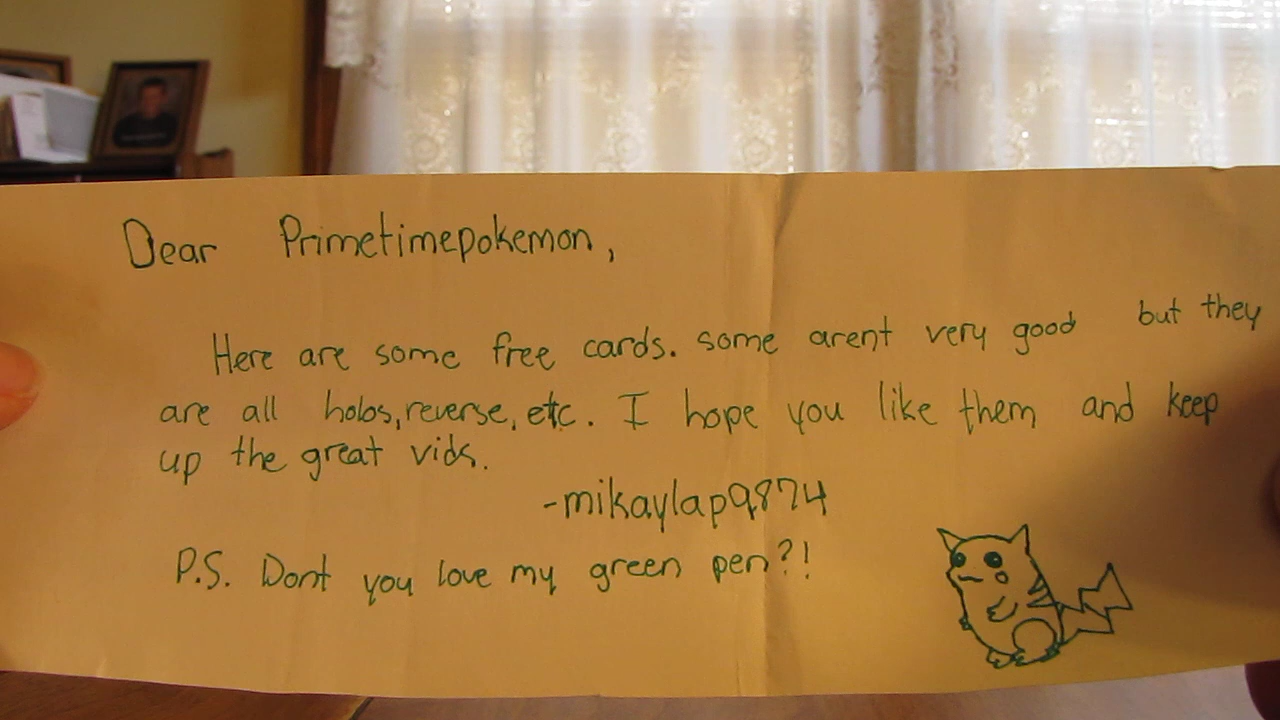 Dear Primetimepokemon,
Here are some free cards. some arent very good but they
are all holos, reverse, etc. I hope you like them and keep
up the great vids.
-mikaylap9874
P.S. Dont you love my green pen?!